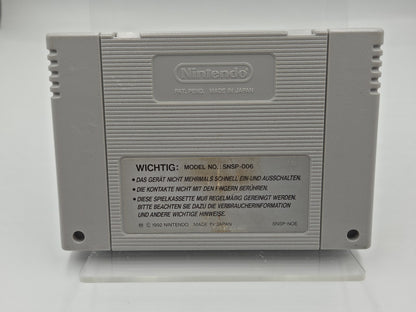 Nintendo
PAT. PEND. MADE IN JAPAN
WICHTIG: MODEL NO.: SNSP-006
• DAS GERÄT NICHT MEHRMALS SCHNELL EIN-UND AUSSCHALTEN.
• DIE KONTAKTE NICHT MIT DEN FINGERN BERÜHREN.
• DIESE SPIELKASSETTE MUß REGELMÄßIG GEREINIGT WERDEN.
BITTE BEACHTEN SIE DAZU DIE VERBRAUCHERINFORMATION
UND ANDERE WICHTIGE HINWEISE.
© 1992 NINTENDO MADE IN JAPAN SNSP-NOE